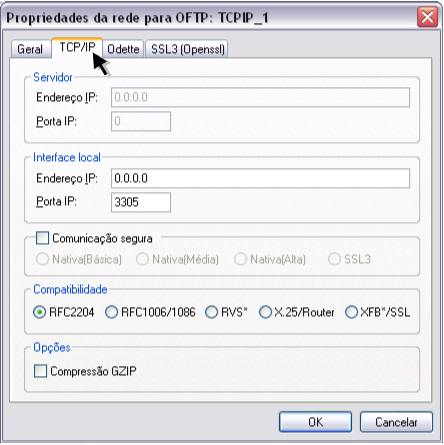 Propriedades da rede para OFTP: TCPIP_1
Geral TCP/IP Odette SSL3 (Openssl)
Servidor
Endereço IP: 0.0.0.0
Porta IP: 0
Interface local
Endereço IP: 0.0.0.0
Porta IP: 3305
Comunicação segura
Nativa(Básica) Nativa(Média) Nativa(Alta) SSL3
Compatibilidade
RFC2204 RFC1006/1086 RVS* X.25/Router XFB*/SSL
Opções
Compressão GZIP
OK Cancelar